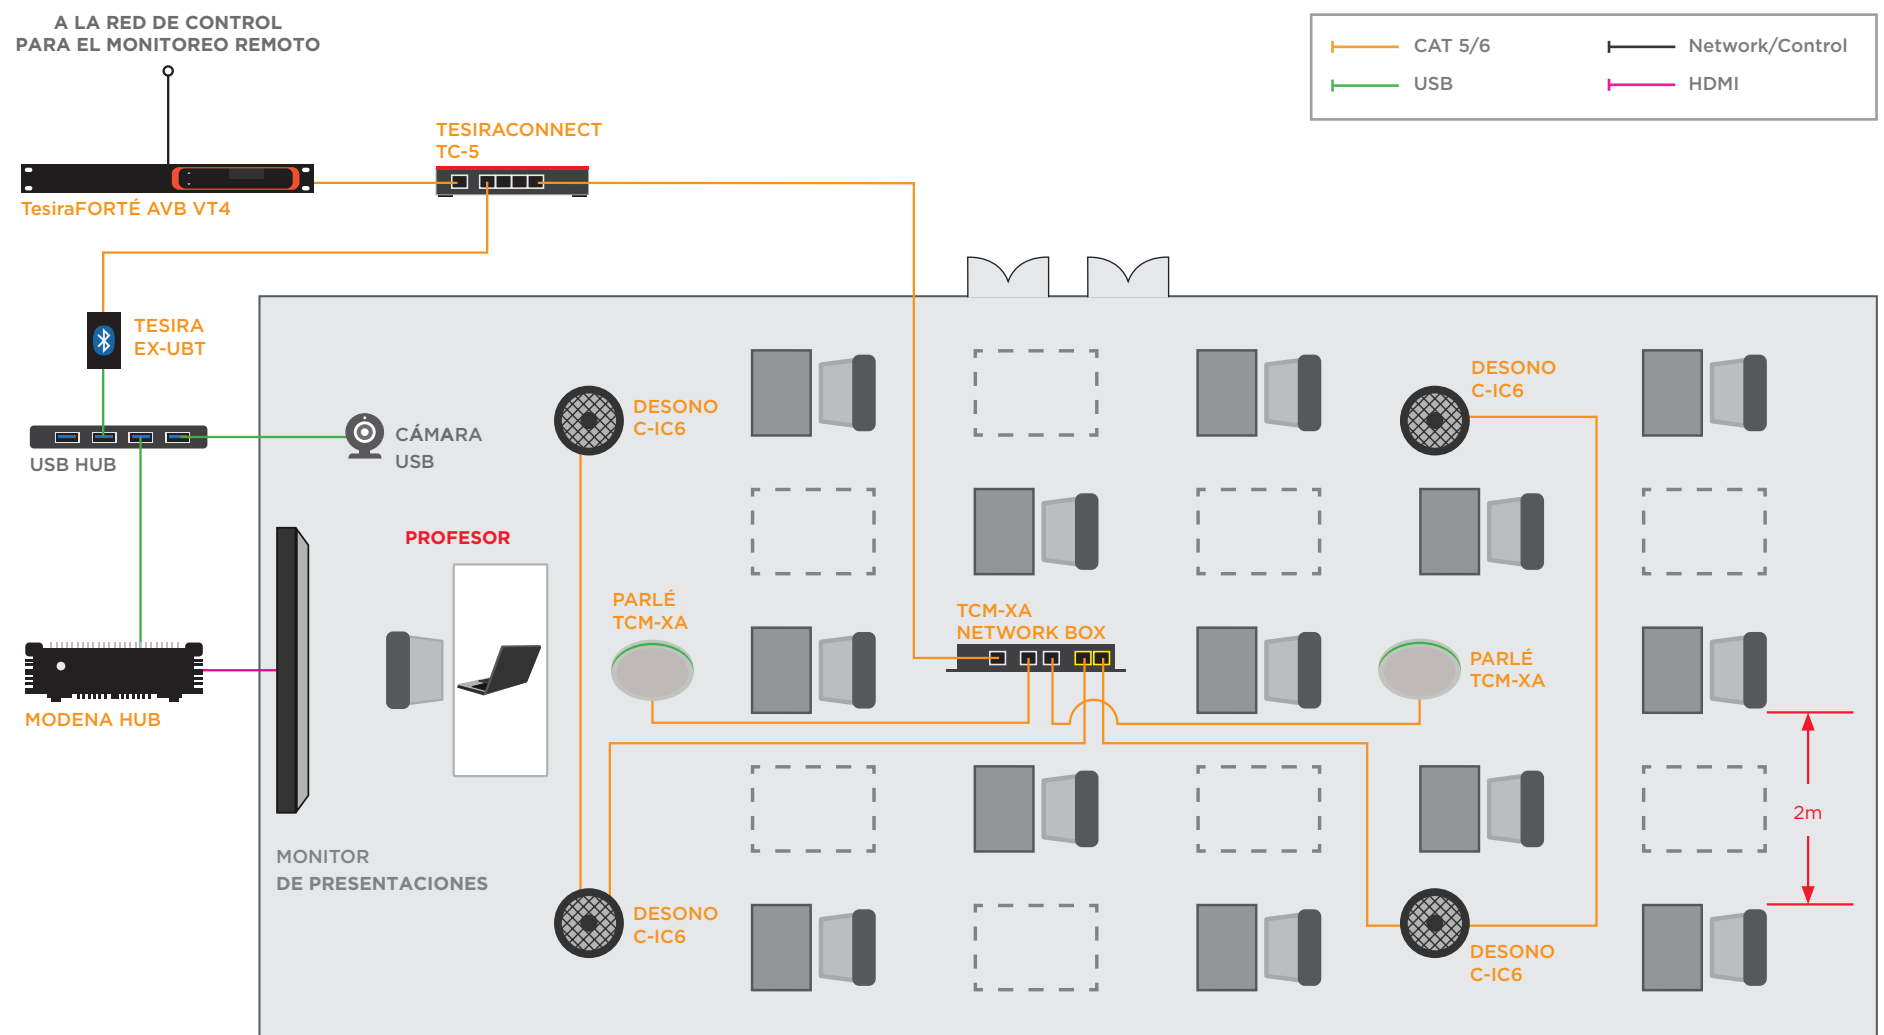 A LA RED DE CONTROL
PARA EL MONITOREO REMOTO
CAT 5/6
Network/Control
USB
HDMI
TESIRACONNECT
TC-5
TesiraFORTÉ AVB VT4
TESIRA
EX-UBT
DESONO
C-IC6
DESONO
C-IC6
CÁMARA
USB
USB HUB
PROFESOR
PARLÉ
TCM-XA
TCM-XA
NETWORK BOX
PARLÉ
TCM-XA
MODENA HUB
2m
MONITOR
DE PRESENTACIONES
DESONO
C-IC6
DESONO
C-IC6